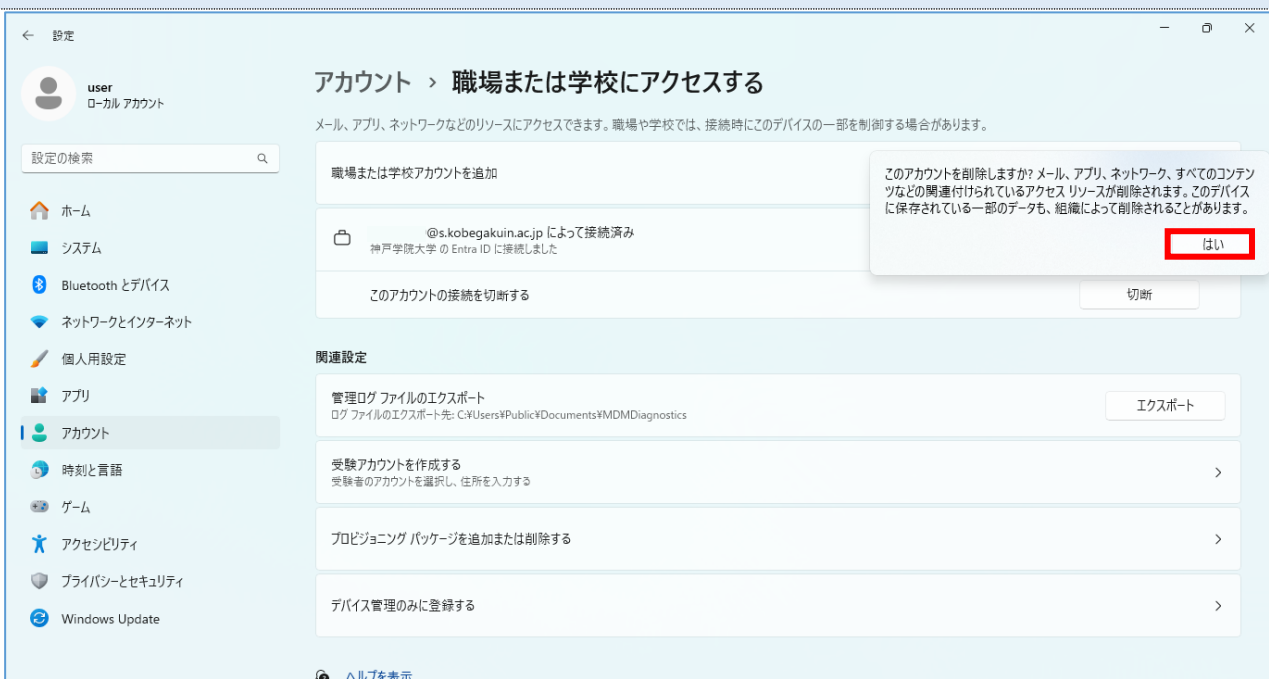 設定
user
ローカル アカウント
設定の検索
ホーム
システム
Bluetooth とデバイス
ネットワークとインターネット
個人用設定
アプリ
アカウント
時刻と言語
ゲーム
アクセシビリティ
プライバシーとセキュリティ
Windows Update
アカウント › 職場または学校にアクセスする
メール、アプリ、ネットワークなどのリソースにアクセスできます。職場や学校では、接続時にこのデバイスの一部を制御する場合があります。
職場または学校アカウントを追加
このアカウントを削除しますか? メール、アプリ、ネットワーク、すべてのコンテン
ツなどの関連付けられているアクセス リソースが削除されます。このデバイス
に保存されている一部のデータも、組織によって削除されることがあります。
はい
@s.kobegakuin.ac.jp によって接続済み
神戸学院大学 の Entra ID に接続しました
このアカウントの接続を切断する
切断
関連設定
管理ログ ファイルのエクスポート
ログ ファイルのエクスポート先: C:¥Users¥Public¥Documents¥MDMDiagnostics
エクスポート
受験アカウントを作成する
受験者のアカウントを選択し、住所を入力する
プロビジョニング パッケージを追加または削除する
デバイス管理のみに登録する
ヘルプを表示